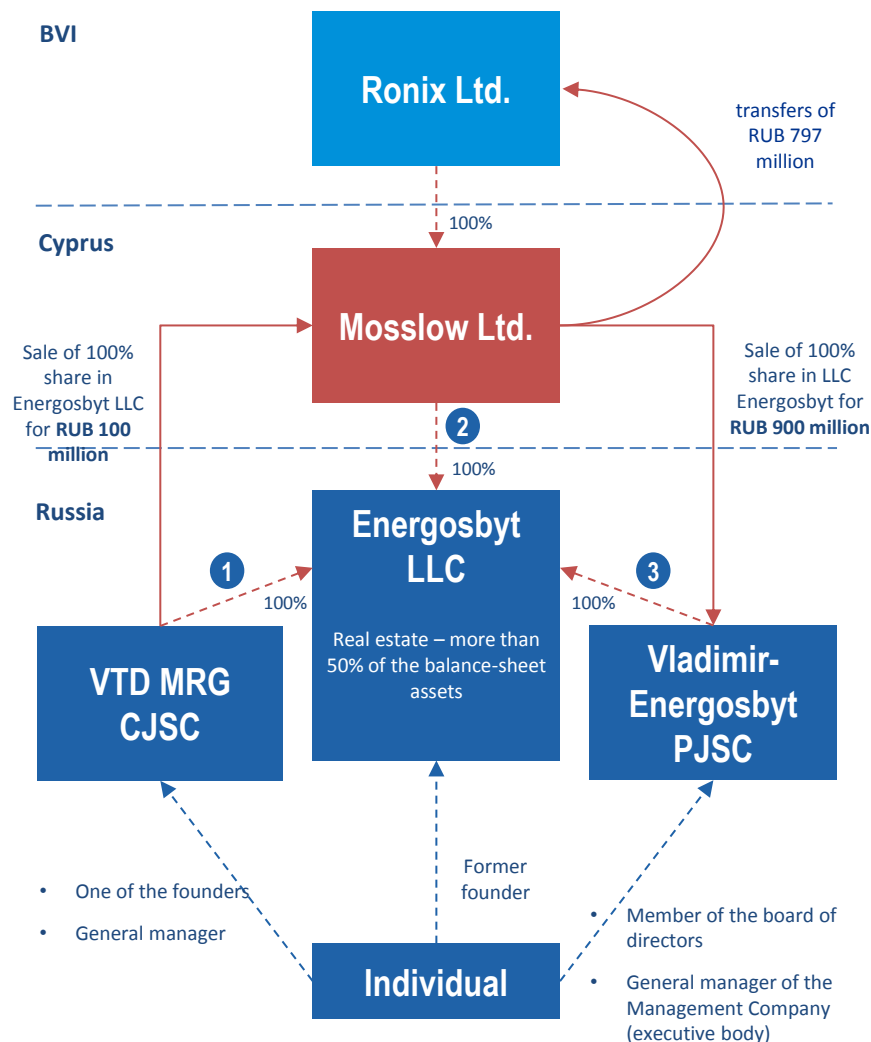 BVI
Ronix Ltd.
transfers of
RUB 797
million
100%
Cyprus
Mosslow Ltd.
Sale of 100%
share in
Energosbyt LLC
for RUB 100
million
Sale of 100%
share in LLC
Energosbyt for
RUB 900 million
2
100%
Russia
Energosbyt
LLC
1
3
100%
100%
Real estate – more than
50% of the balance-sheet
assets
VTD MRG
CJSC
Vladimir-
Energosbyt
PJSC
Former
founder
• One of the founders
• General manager
• Member of the board of
directors
• General manager of the
Management Company
(executive body)
Individual